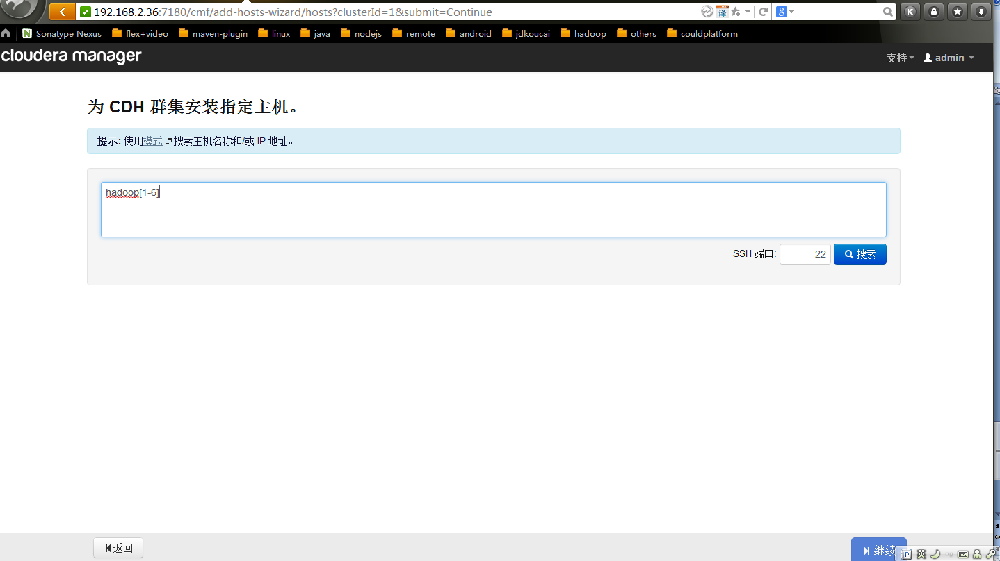 192.168.2.36:7180/cmf/add-hosts-wizard/hosts?clusterId=1&submit=Continue
Sonatype Nexus flex+video maven-plugin linux java nodejs remote android jdkoucai hadoop others couldplatform
cloudera manager 支持 admin
为 CDH 群集安装指定主机。
提示: 使用模式 搜索主机名称和/或 IP 地址。
hadoop[1-6]
SSH 端口: 22 搜索
返回 继续
英